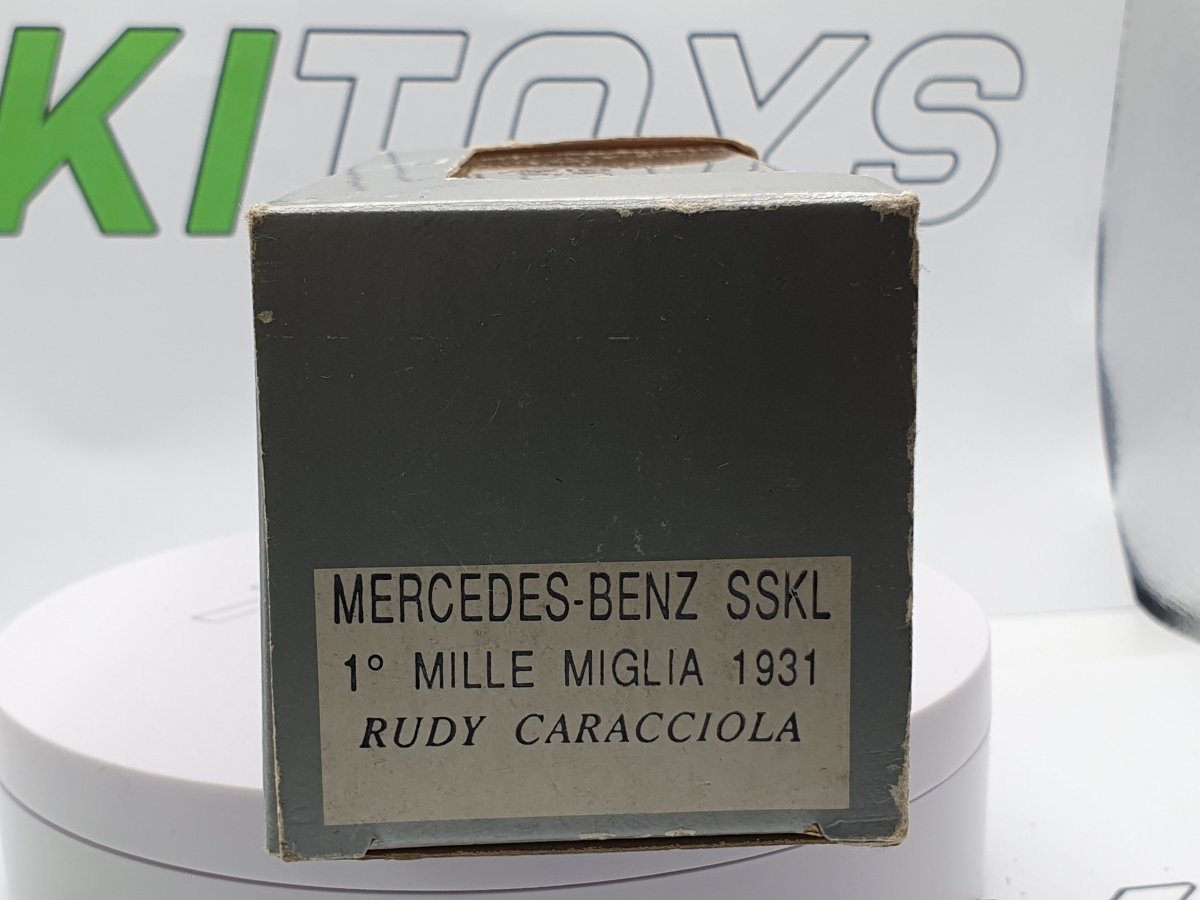 KITOYS
MERCEDES-BENZ SSKL
1° MILLE MIGLIA 1931
RUDY CARACCIOLA